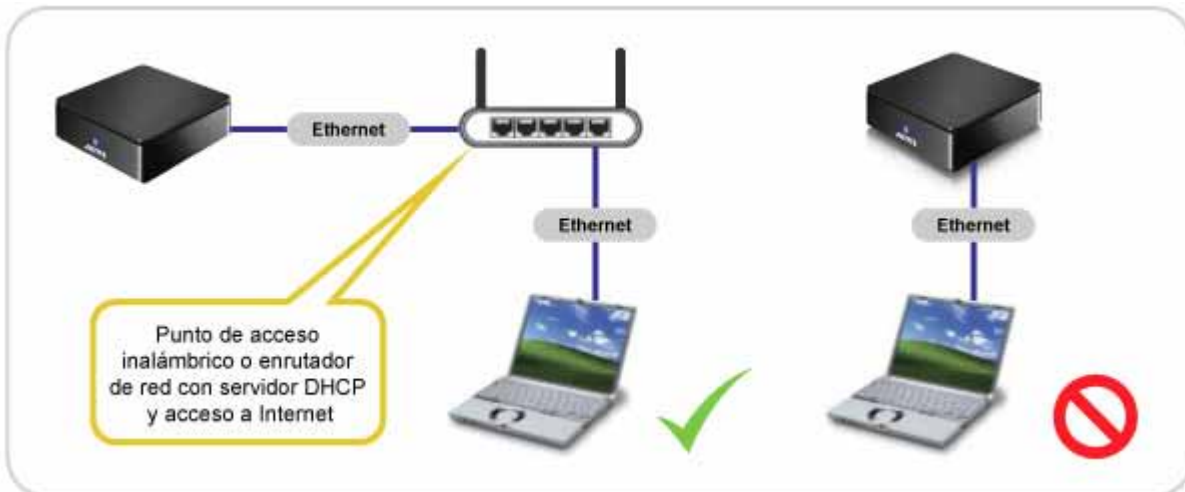 Ethernet
Ethernet
Ethernet
Punto de acceso
inalámbrico o enrutador
de red con servidor DHCP
y acceso a Internet